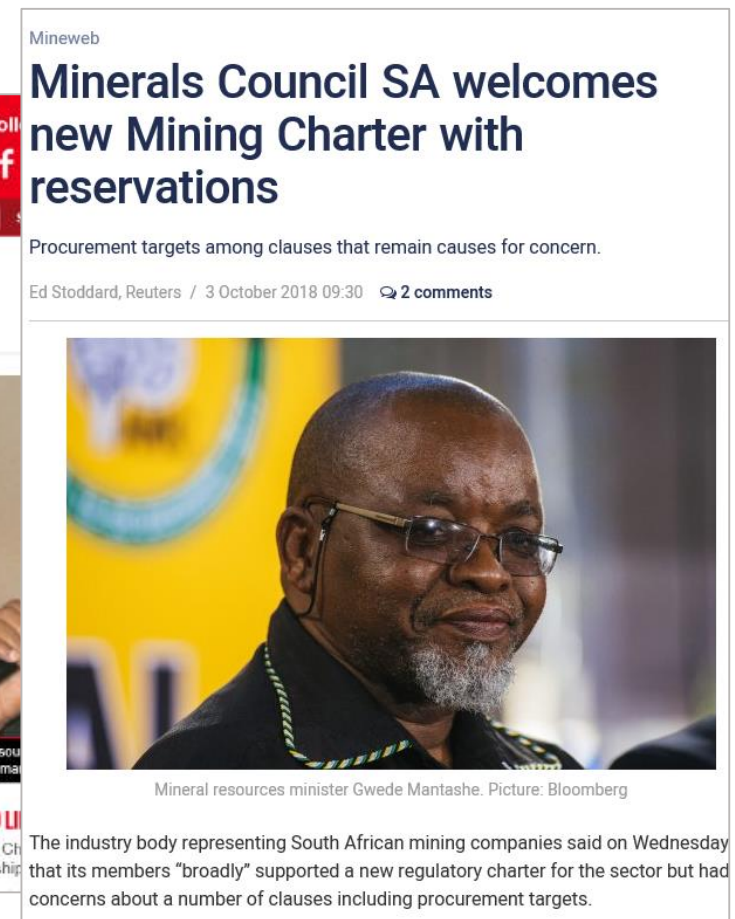 Mineweb
Minerals Council SA welcomes
new Mining Charter with
reservations
Procurement targets among clauses that remain causes for concern.
Ed Stoddard, Reuters / 3 October 2018 09:30 2 comments
Mineral resources minister Gwede Mantashe. Picture: Bloomberg
The industry body representing South African mining companies said on Wednesday
that its members “broadly” supported a new regulatory charter for the sector but had
concerns about a number of clauses including procurement targets.